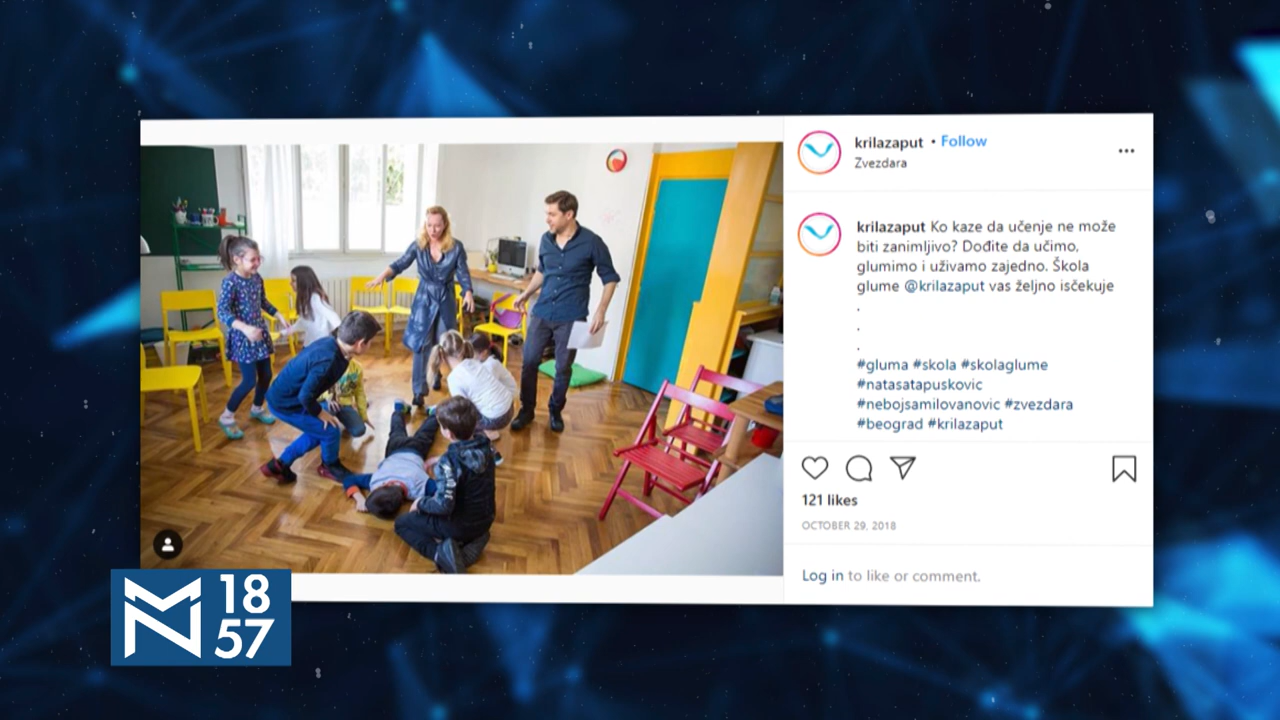 krilazaput • Follow
Zvezdara
krilazaput Ko kaze da učenje ne može
biti zanimljivo? Dođite da učimo,
glumimo i uživamo zajedno. Škola
glume @krilazaput vas željno isčekuje
.
.
.
#gluma #skola #skolaglume
#natasatapuskovic
#nebojsamilovanovic #zvezdara
#beograd #krilazaput
121 likes
OCTOBER 29, 2018
Log in to like or comment.
N 18
57